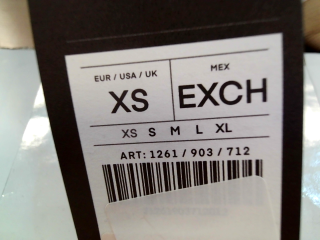 EUR / USA / UK
XS
MEX
EXCH
XS S M L XL
ART: 1261 / 903 / 712